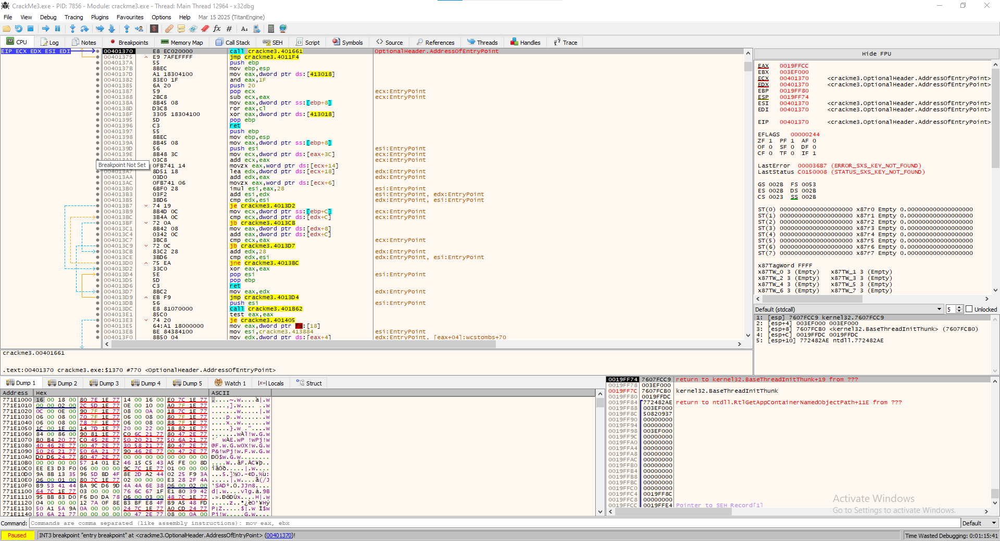 CrackMe3.exe - PID: 7856 - Module: crackme3.exe - Thread: Main Thread 12964 - x32dbg
File View Debug Tracing Plugins Favourites Options Help Mar 15 2025 (TitanEngine)
CPU Log Notes Breakpoints Memory Map Call Stack SEH Script Symbols Source References Threads Handles Trace
EIP ECX EDX ESI EDI
00401370 E8 EC020000 call crackme3.401661 OptionalHeader.AddressOfEntryPoint
00401375 E9 7AFEFFFF jmp crackme3.4011F4
0040137A 55 push ebp
0040137B 8BEC mov ebp,esp
0040137D A1 18304100 mov eax,dword ptr ds:[413018]
00401382 83E0 1F and eax,1F
00401385 6A 20 push 20
00401387 59 pop ecx ecx:EntryPoint
00401388 2BC8 sub ecx,eax ecx:EntryPoint
0040138A 8B45 08 mov eax,dword ptr ss:[ebp+8]
0040138D D3C8 ror eax,cl
0040138F 3305 18304100 xor eax,dword ptr ds:[413018]
00401395 5D pop ebp
00401396 C3 ret
00401397 55 push ebp
00401398 8BEC mov ebp,esp
0040139A 8B45 08 mov eax,dword ptr ss:[ebp+8]
0040139D 56 push esi esi:EntryPoint
0040139E 8B48 3C mov ecx,dword ptr ds:[eax+3C] ecx:EntryPoint
03C8 add ecx,eax ecx:EntryPoint
Breakpoint Not Set
0FB741 14 movzx eax,word ptr ds:[ecx+14]
004013A7 8D51 18 lea edx,dword ptr ds:[ecx+18] edx:EntryPoint
004013AA 03D0 add edx,eax edx:EntryPoint
004013AC 0FB741 06 movzx eax,word ptr ds:[ecx+6]
004013B0 6BF0 28 imul esi,eax,28 esi:EntryPoint
004013B3 03F2 add esi,edx esi:EntryPoint, edx:EntryPoint
004013B5 3BD6 cmp edx,esi edx:EntryPoint, esi:EntryPoint
004013B7 74 19 je crackme3.4013D2
004013B9 8B4D 0C mov ecx,dword ptr ss:[ebp+C] ecx:EntryPoint
004013BC 3B4A 0C cmp ecx,dword ptr ds:[edx+C] ecx:EntryPoint
004013BF 72 0A jb crackme3.4013CB
004013C1 8B42 08 mov eax,dword ptr ds:[edx+8]
004013C4 0342 0C add eax,dword ptr ds:[edx+C]
004013C7 3BC8 cmp ecx,eax ecx:EntryPoint
004013C9 72 0C jb crackme3.4013D7
004013CB 83C2 28 add edx,28 edx:EntryPoint
004013CE 3BD6 cmp edx,esi edx:EntryPoint, esi:EntryPoint
004013D0 75 EA jne crackme3.4013BC
004013D2 33C0 xor eax,eax
004013D4 5E pop esi esi:EntryPoint
004013D5 5D pop ebp
004013D6 C3 ret
004013D7 8BC2 mov eax,edx edx:EntryPoint
004013D9 EB F9 jmp crackme3.4013D4
004013DB 56 push esi esi:EntryPoint
004013DC E8 81070000 call crackme3.401B62
004013E1 85C0 test eax,eax
004013E3 74 20 je crackme3.401405
004013E5 64:A1 18000000 mov eax,dword ptr fs:[18]
004013EB BE 84384100 mov esi,crackme3.413884 esi:EntryPoint
004013F0 8B50 04 mov edx,dword ptr ds:[eax+4] edx:EntryPoint, [eax+04]:wcstombs+70
Hide FPU
EAX 0019FFCC
EBX 003EF000
ECX 00401370 <crackme3.OptionalHeader.AddressOfEntryPoint>
EDX 00401370 <crackme3.OptionalHeader.AddressOfEntryPoint>
EBP 0019FF80
ESP 0019FF74
ESI 00401370 <crackme3.OptionalHeader.AddressOfEntryPoint>
EDI 00401370 <crackme3.OptionalHeader.AddressOfEntryPoint>
EIP 00401370 <crackme3.OptionalHeader.AddressOfEntryPoint>
EFLAGS 00000244
ZF 1 PF 1 AF 0
OF 0 SF 0 DF 0
CF 0 TF 0 IF 1
LastError 000036B7 (ERROR_SXS_KEY_NOT_FOUND)
LastStatus C0150008 (STATUS_SXS_KEY_NOT_FOUND)
GS 002B FS 0053
ES 002B DS 002B
CS 0023 SS 002B
ST(0) 00000000000000000000 x87r0 Empty 0.000000000000000000
ST(1) 00000000000000000000 x87r1 Empty 0.000000000000000000
ST(2) 00000000000000000000 x87r2 Empty 0.000000000000000000
ST(3) 00000000000000000000 x87r3 Empty 0.000000000000000000
ST(4) 00000000000000000000 x87r4 Empty 0.000000000000000000
ST(5) 00000000000000000000 x87r5 Empty 0.000000000000000000
ST(6) 00000000000000000000 x87r6 Empty 0.000000000000000000
ST(7) 00000000000000000000 x87r7 Empty 0.000000000000000000
x87TagWord FFFF
x87TW_0 3 (Empty) x87TW_1 3 (Empty)
x87TW_2 3 (Empty) x87TW_3 3 (Empty)
x87TW_4 3 (Empty) x87TW_5 3 (Empty)
x87TW_6 3 (Empty) x87TW_7 3 (Empty)
Default (stdcall) 5 Unlocked
1: [esp] 7607FCC9 kernel32.7607FCC9
2: [esp+4] 003EF000 003EF000
3: [esp+8] 7607FCB0 <kernel32.BaseThreadInitThunk> (7607FCB0)
4: [esp+C] 0019FFDC 0019FFDC
5: [esp+10] 772482AE ntdll.772482AE
crackme3.00401661
.text:00401370 crackme3.exe:$1370 #770 <OptionalHeader.AddressOfEntryPoint>
Dump 1 Dump 2 Dump 3 Dump 4 Dump 5 Watch 1 [x=] Locals Struct
Address Hex ASCII
771E1000 16 00 18 00 80 7E 1E 77 14 00 16 00 E0 7C 1E 77 .....~.w....à|.w
771E1010 00 00 02 00 2C 5D 1E 77 0E 00 10 00 A0 7F 1E 77
771E1020 0C 00 0E 00 90 7F 1E 77 08 00 0A 00 18 7C 1E 77
771E1030 06 00 08 00 70 7F 1E 77 06 00 08 00 80 7F 1E 77
771E1040 06 00 08 00 78 7F 1E 77 06 00 08 00 88 7F 1E 77
771E1050 1C 00 1E 00 14 7D 1E 77 20 00 22 00 18 82 1E 77
771E1060 84 00 86 00 90 81 1E 77 C0 6C 21 77 80 47 2E 77
771E1070 B0 B4 20 77 C0 45 2E 77 50 20 21 77 50 6A 21 77
771E1080 40 46 2E 77 00 47 2E 77 30 58 21 77 80 47 2E 77
771E1090 50 26 21 77 50 6A 21 77 90 46 2E 77 00 47 2E 77
771E10A0 D0 D6 24 77 80 47 2E 77 00 00 00 00 00 00 00 00
771E10B0 00 00 00 00 57 14 01 E2 46 15 C5 43 A5 FE 00 8D
771E10C0 EE E3 D3 F0 06 00 00 00 9C 7C 1E 77 01 00 00 00
771E10D0 9A 8B 13 35 96 5D BD 4F 8E 2D A2 44 02 25 F9 3A
771E10E0 06 00 01 00 80 7C 1E 77 02 00 00 00 E3 28 2F 4A
771E10F0 B9 53 41 44 BA 9C D6 9D 4A 4A 6E 38 06 00 02 00
771E1100 64 7C 1E 77 03 00 00 00 76 6C 67 1F E1 80 39 42
771E1110 95 BB 83 D0 F6 D0 DA 78 06 00 03 00 48 7C 1E 77
771E1120 04 00 00 00 12 7A 0F 8E B3 BF E8 4F B9 A5 48 FD
771E1130 50 A1 5A 9A 0A 00 00 00 24 7C 1E 77 A0 CD 24 77
771E1140 50 6A 21 77 00 00 00 00 00 47 2E 77 08 00 0A 00
0019FF74 7607FCC9 return to kernel32.BaseThreadInitThunk+19 from ???
0019FF78 003EF000
0019FF7C 7607FCB0 kernel32.BaseThreadInitThunk
0019FF80 0019FFDC
0019FF84 772482AE return to ntdll.RtlGetAppContainerNamedObjectPath+11E from ???
0019FF88 003EF000
0019FF8C 50820937
0019FF90 00000000
0019FF94 00000000
0019FF98 003EF000
0019FF9C 00000000
0019FFA0 00000000
0019FFA4 00000000
0019FFA8 00000000
0019FFAC 00000000
0019FFB0 00000000
0019FFB4 00000000
0019FFB8 00000000
0019FFBC 00000000
0019FFC0 00000000
0019FFC4 0019FF8C
0019FFC8 00000000
0019FFCC 0019FFE4 Pointer to SEH_Record[1]
Activate Windows
Go to Settings to activate Windows.
Command: Commands are comma separated (like assembly instructions): mov eax, ebx Default
Paused INT3 breakpoint "entry breakpoint" at <crackme3.OptionalHeader.AddressOfEntryPoint> (00401370)! Time Wasted Debugging: 0:01:15:41